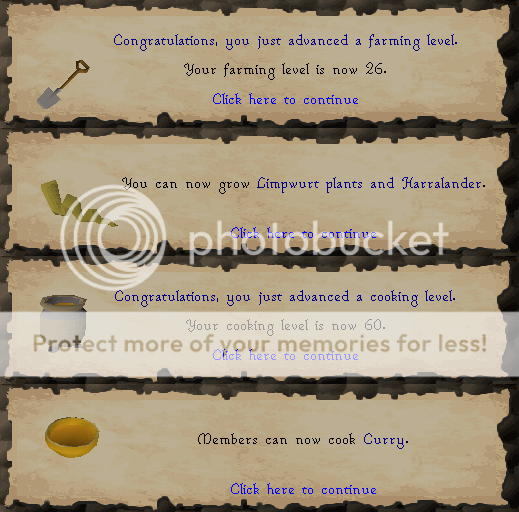 Congratulations, you just advanced a farming level.
Your farming level is now 26.
Click here to continue
You can now grow Limpwurt plants and Harralander.
Click here to continue
photobucket
Congratulations, you just advanced a cooking level.
Your cooking level is now 60.
Protect more of your memories for less!
Click here to continue
Members can now cook Curry.
Click here to continue